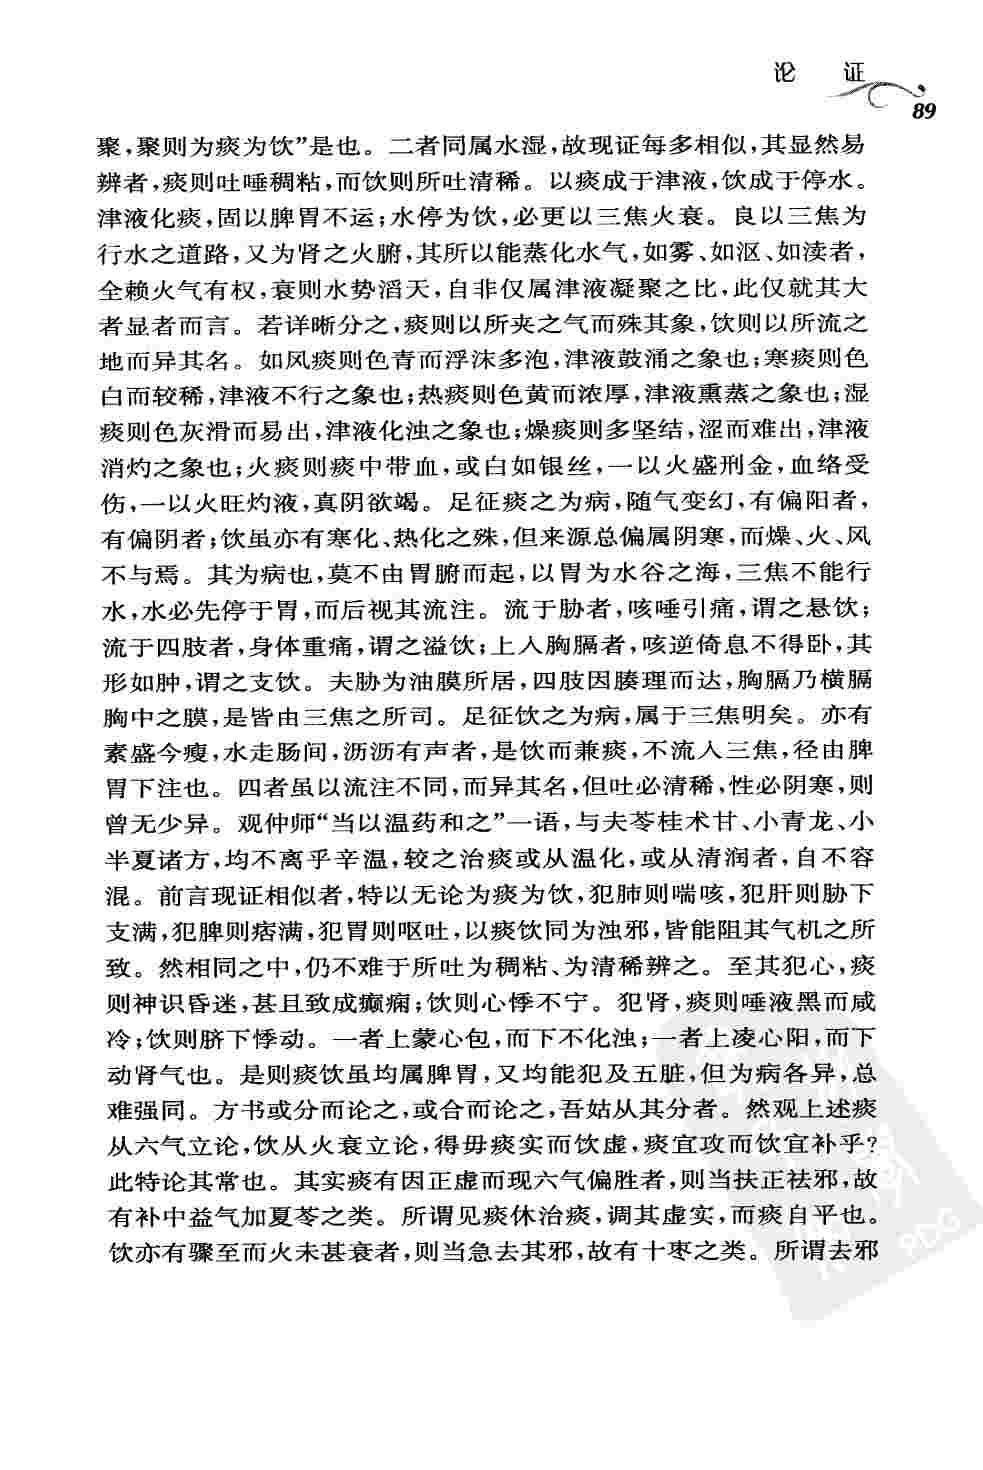 论 证
89
聚,聚则为痰为饮”是也。二者同属水湿,故现证每多相似,其显然易
辨者,痰则吐唾稠粘,而饮则所吐清稀。以痰成于津液,饮成于停水。
津液化痰,固以脾胃不运;水停为饮,必更以三焦火衰。良以三焦为
行水之道路,又为肾之火腑,其所以能蒸化水气,如雾、如沤、如渎者,
全赖火气有权,衰则水势滔天,自非仅属津液凝聚之比,此仅就其大
者显者而言。若详晰分之,痰则以所夹之气而殊其象,饮则以所流之
地而异其名。如风痰则色青而浮沫多泡,津液鼓涌之象也;寒痰则色
白而较稀,津液不行之象也;热痰则色黄而浓厚,津液熏蒸之象也;湿
痰则色灰滑而易出,津液化浊之象也;燥痰则多坚结,涩而难出,津液
消灼之象也;火痰则痰中带血,或白如银丝,一以火盛刑金,血络受
伤,一以火旺灼液,真阴欲竭。足征痰之为病,随气变幻,有偏阳者,
有偏阴者;饮虽亦有寒化、热化之殊,但来源总偏属阴寒,而燥、火、风
不与焉。其为病也,莫不由胃腑而起,以胃为水谷之海,三焦不能行
水,水必先停于胃,而后视其流注。流于胁者,咳唾引痛,谓之悬饮;
流于四肢者,身体重痛,谓之溢饮;上入胸膈者,咳逆倚息不得卧,其
形如肿,谓之支饮。夫胁为油膜所居,四肢因腠理而达,胸膈乃横膈
胸中之膜,是皆由三焦之所司。足征饮之为病,属于三焦明矣。亦有
素盛今瘦,水走肠间,沥沥有声者,是饮而兼痰,不流入三焦,径由脾
胃下注也。四者虽以流注不同,而异其名,但吐必清稀,性必阴寒,则
曾无少异。观仲师“当以温药和之”一语,与夫苓桂术甘、小青龙、小
半夏诸方,均不离乎辛温,较之治痰或从温化,或从清润者,自不容
混。前言现证相似者,特以无论为痰为饮,犯肺则喘咳,犯肝则胁下
支满,犯脾则痞满,犯胃则呕吐,以痰饮同为浊邪,皆能阻其气机之所
致。然相同之中,仍不难于所吐为稠粘、为清稀辨之。至其犯心,痰
则神识昏迷,甚且致成癫痫;饮则心悸不宁。犯肾,痰则唾液黑而咸
冷;饮则脐下悸动。一者上蒙心包,而下不化浊;一者上凌心阳,而下
动肾气也。是则痰饮虽均属脾胃,又均能犯及五脏,但为病各异,总
难强同。方书或分而论之,或合而论之,吾姑从其分者。然观上述痰
从六气立论,饮从火衰立论,得毋痰实而饮虚,痰宜攻而饮宜补乎?
此特论其常也。其实痰有因正虚而现六气偏胜者,则当扶正祛邪,故
有补中益气加夏苓之类。所谓见痰休治痰,调其虚实,而痰自平也。
饮亦有骤至而火未甚衰者,则当急去其邪,故有十枣之类。所谓去邪
PDG